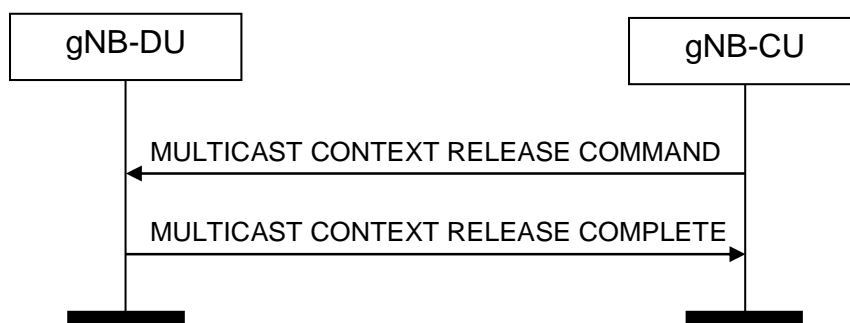 gNB-DU
gNB-CU
MULTICAST CONTEXT RELEASE COMMAND
MULTICAST CONTEXT RELEASE COMPLETE